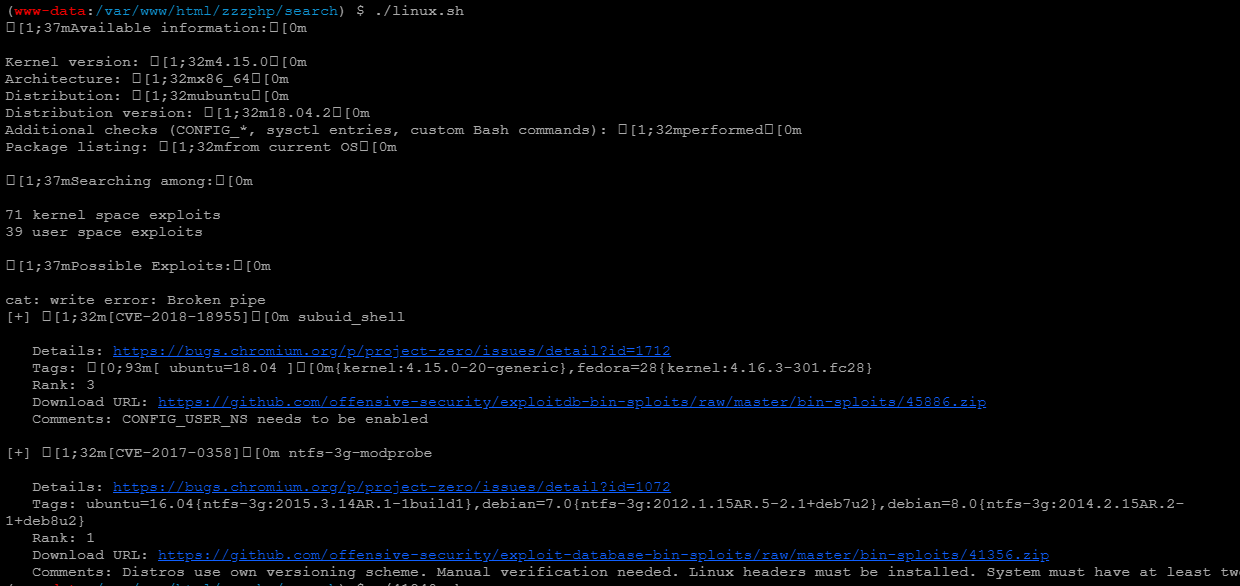 (www-data:/var/www/html/zzzphp/search) $ ./linux.sh
□[1;37mAvailable information:□[0m
Kernel version: □[1;32m4.15.0□[0m
Architecture: □[1;32mx86_64□[0m
Distribution: □[1;32mubuntu□[0m
Distribution version: □[1;32m18.04.2□[0m
Additional checks (CONFIG_*, sysctl entries, custom Bash commands): □[1;32mperformed□[0m
Package listing: □[1;32mfrom current OS□[0m
□[1;37mSearching among:□[0m
71 kernel space exploits
39 user space exploits
□[1;37mPossible Exploits:□[0m
cat: write error: Broken pipe
[+] □[1;32m[CVE-2018-18955]□[0m subuid_shell
Details: https://bugs.chromium.org/p/project-zero/issues/detail?id=1712
Tags: □[0;93m[ ubuntu=18.04 ]□[0m{kernel:4.15.0-20-generic},fedora=28{kernel:4.16.3-301.fc28}
Rank: 3
Download URL: https://github.com/offensive-security/exploitdb-bin-sploits/raw/master/bin-sploits/45886.zip
Comments: CONFIG_USER_NS needs to be enabled
[+] □[1;32m[CVE-2017-0358]□[0m ntfs-3g-modprobe
Details: https://bugs.chromium.org/p/project-zero/issues/detail?id=1072
Tags: ubuntu=16.04{ntfs-3g:2015.3.14AR.1-1build1},debian=7.0{ntfs-3g:2012.1.15AR.5-2.1+deb7u2},debian=8.0{ntfs-3g:2014.2.15AR.2-
1+deb8u2}
Rank: 1
Download URL: https://github.com/offensive-security/exploit-database-bin-sploits/raw/master/bin-sploits/41356.zip
Comments: Distros use own versioning scheme. Manual verification needed. Linux headers must be installed. System must have at least tw